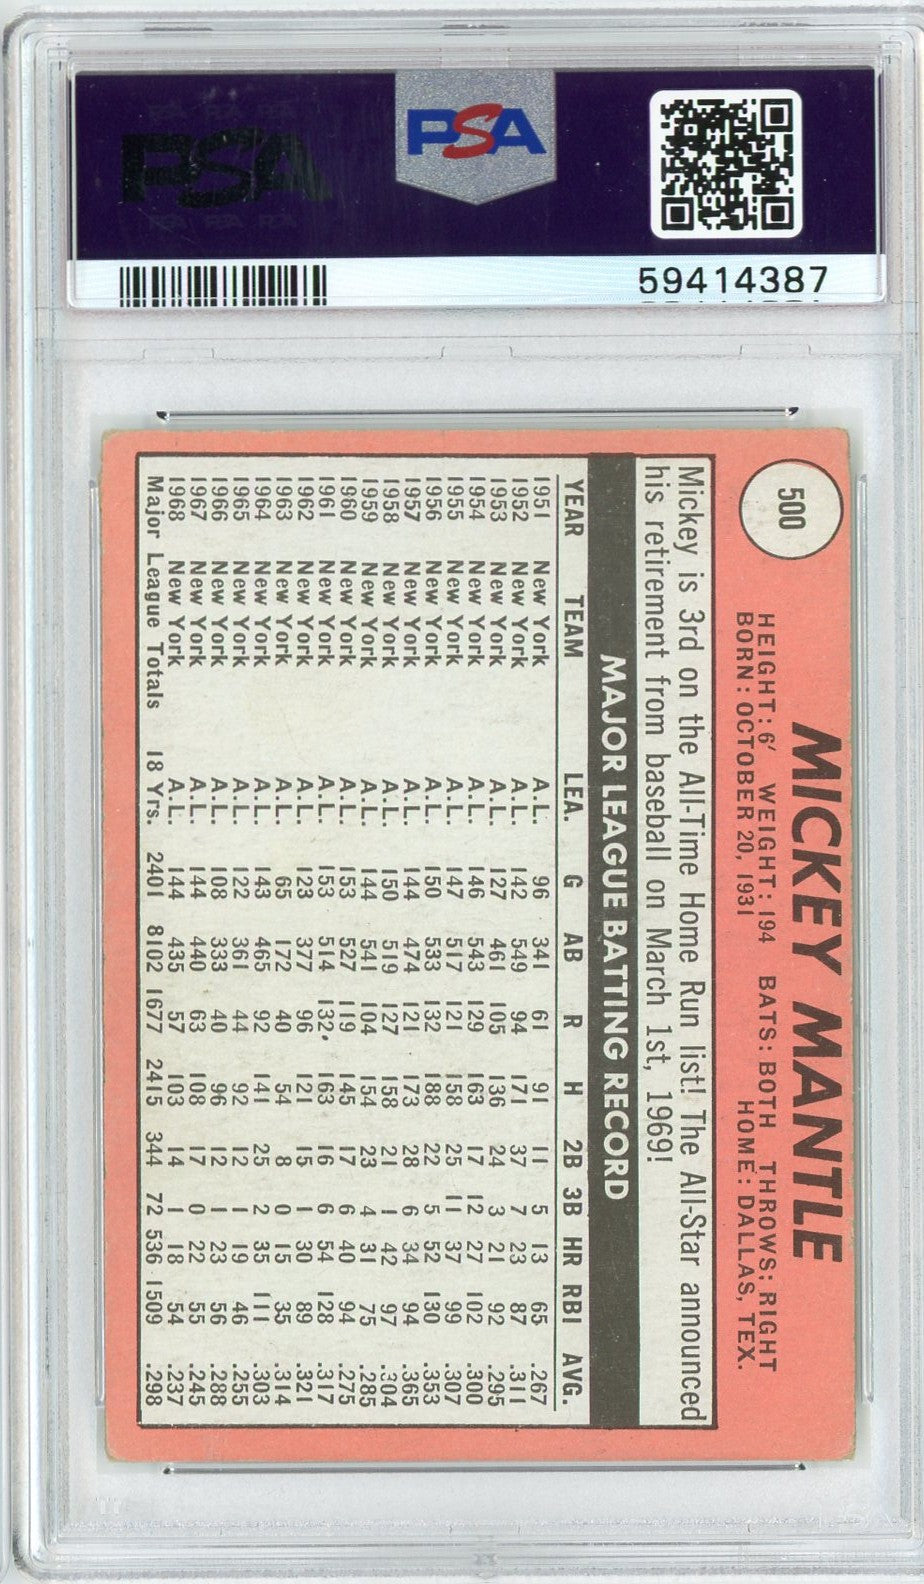 PSA
PSA
59414387
500
MICKEY MANTLE
HEIGHT: 6' WEIGHT: 194 BATS: BOTH THROWS: RIGHT
BORN: OCTOBER 20, 1931 HOME: DALLAS, TEX.
Mickey is 3rd on the All-Time Home Run list! The All-Star announced
his retirement from baseball on March 1st, 1969!
MAJOR LEAGUE BATTING RECORD
YEAR TEAM LEA. G AB R H 2B 3B HR RBI AVG.
1951 New York A.L. 96 341 61 91 11 5 13 65 .267
1952 New York A.L. 142 549 94 171 37 7 23 87 .311
1953 New York A.L. 127 461 105 136 24 3 21 92 .295
1954 New York A.L. 146 543 129 163 17 12 27 102 .300
1955 New York A.L. 147 517 121 158 25 11 37 99 .307
1956 New York A.L. 150 533 132 188 22 5 52 130 .353
1957 New York A.L. 144 474 121 173 28 6 34 94 .365
1958 New York A.L. 150 519 127 158 21 1 42 97 .304
1959 New York A.L. 144 541 104 154 23 4 31 75 .285
1960 New York A.L. 153 527 119 145 17 6 40 94 .275
1961 New York A.L. 153 514 132 163 16 6 54 128 .317
1962 New York A.L. 123 377 96 121 15 1 30 89 .321
1963 New York A.L. 65 172 40 54 8 0 15 35 .314
1964 New York A.L. 143 465 92 141 25 2 35 111 .303
1965 New York A.L. 122 361 44 92 12 1 19 46 .255
1966 New York A.L. 108 333 40 96 12 1 23 56 .288
1967 New York A.L. 144 440 63 108 17 0 22 55 .245
1968 New York A.L. 144 435 57 103 14 1 18 54 .237
Major League Totals 18 Yrs. 2401 8102 1677 2415 344 72 536 1509 .298